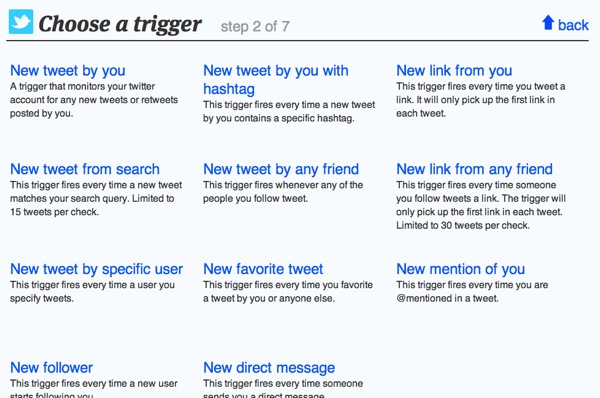 Choose a trigger step 2 of 7 back
New tweet by you
A trigger that monitors your twitter
account for any new tweets or retweets
posted by you.
New tweet by you with
hashtag
This trigger fires every time a new tweet
by you contains a specific hashtag.
New link from you
This trigger fires every time you tweet a
link. It will only pick up the first link in
each tweet.
New tweet from search
This trigger fires every time a new tweet
matches your search query. Limited to
15 tweets per check.
New tweet by any friend
This trigger fires whenever any of the
people you follow tweet.
New link from any friend
This trigger fires every time someone
you follow tweets a link. The trigger will
only pick up the first link in each tweet.
Limited to 30 tweets per check.
New tweet by specific user
This trigger fires every time a user you
specify tweets.
New favorite tweet
This trigger fires every time you favorite
a tweet by you or anyone else.
New mention of you
This trigger fires every time you are
@mentioned in a tweet.
New follower
This trigger fires every time a new user
starts following you
New direct message
This trigger fires every time someone
sends you a direct message